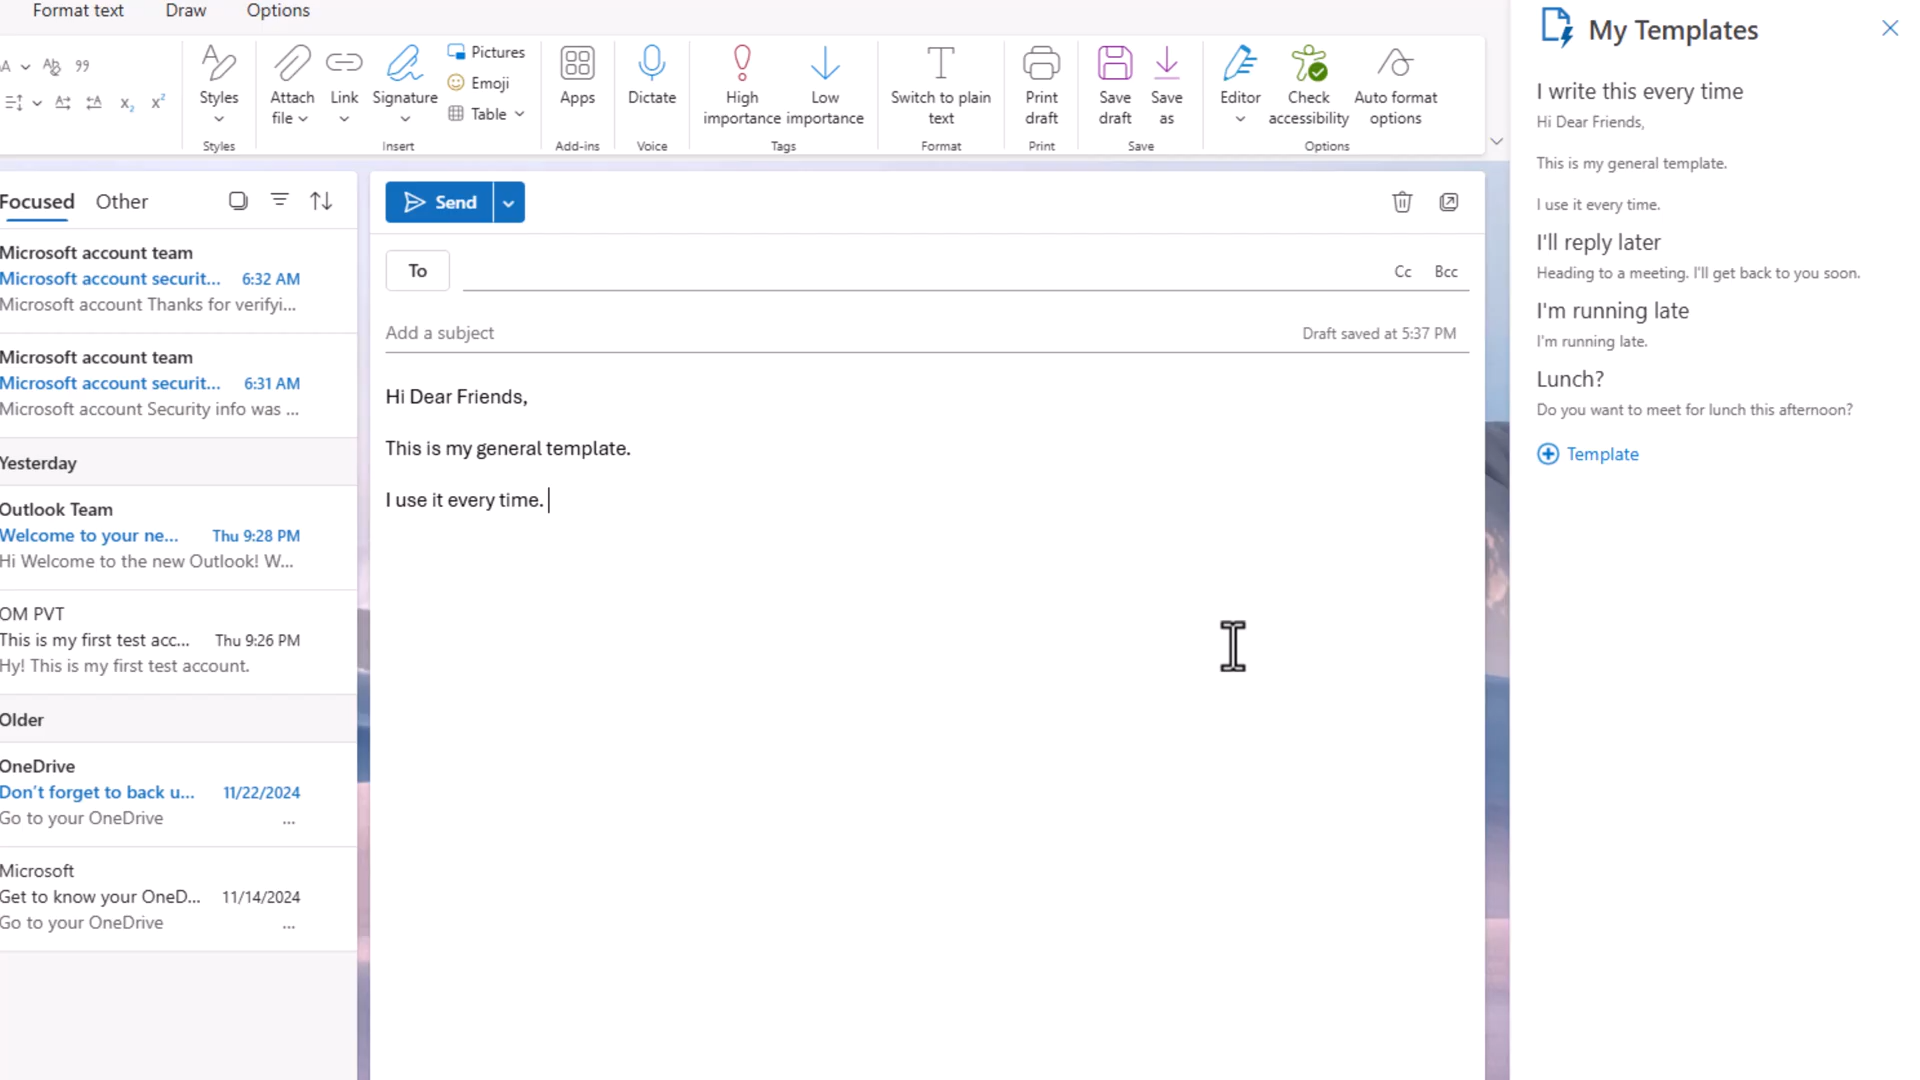 Format text Draw Options
Styles
Styles
Attach file
Link
Signature
Pictures
Emoji
Table
Insert
Apps
Add-ins
Dictate
Voice
High importance
Low importance
Tags
Switch to plain text
Format
Print draft
Print
Save draft
Save as
Save
Editor
Check accessibility
Auto format options
Options
Focused Other
Microsoft account team
Microsoft account securit... 6:32 AM
Microsoft account Thanks for verifyi...
Microsoft account team
Microsoft account securit... 6:31 AM
Microsoft account Security info was ...
Yesterday
Outlook Team
Welcome to your ne... Thu 9:28 PM
Hi Welcome to the new Outlook! W...
OM PVT
This is my first test acc... Thu 9:26 PM
Hy! This is my first test account.
Older
OneDrive
Don't forget to back u... 11/22/2024
Go to your OneDrive ...
Microsoft
Get to know your OneD... 11/14/2024
Go to your OneDrive ...
Send
To
Cc Bcc
Add a subject
Draft saved at 5:37 PM
Hi Dear Friends,
This is my general template.
I use it every time.
My Templates
I write this every time
Hi Dear Friends,
This is my general template.
I use it every time.
I'll reply later
Heading to a meeting. I'll get back to you soon.
I'm running late
I'm running late.
Lunch?
Do you want to meet for lunch this afternoon?
Template